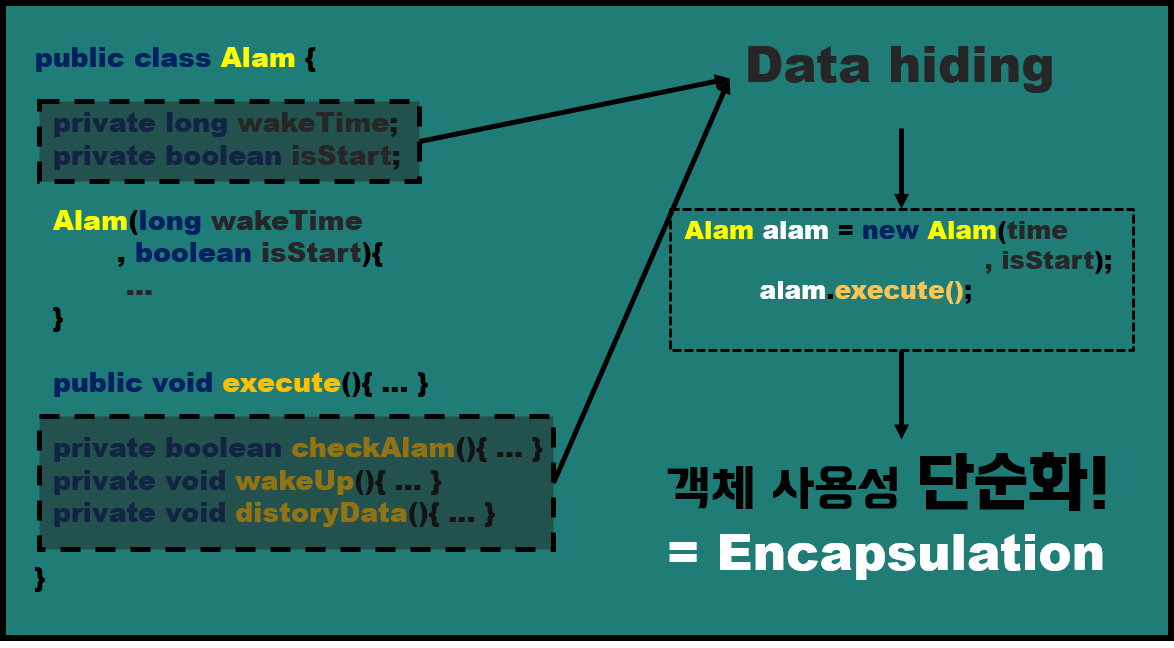 public class Alam {
private long wakeTime;
private boolean isStart;
Alam(long wakeTime
, boolean isStart){
...
}
public void execute(){ ... }
private boolean checkAlam(){ ... }
private void wakeUp(){ ... }
private void distoryData(){ ... }
}
Data hiding
Alam alam = new Alam(time
, isStart);
alam.execute();
객체 사용성 단순화!
= Encapsulation